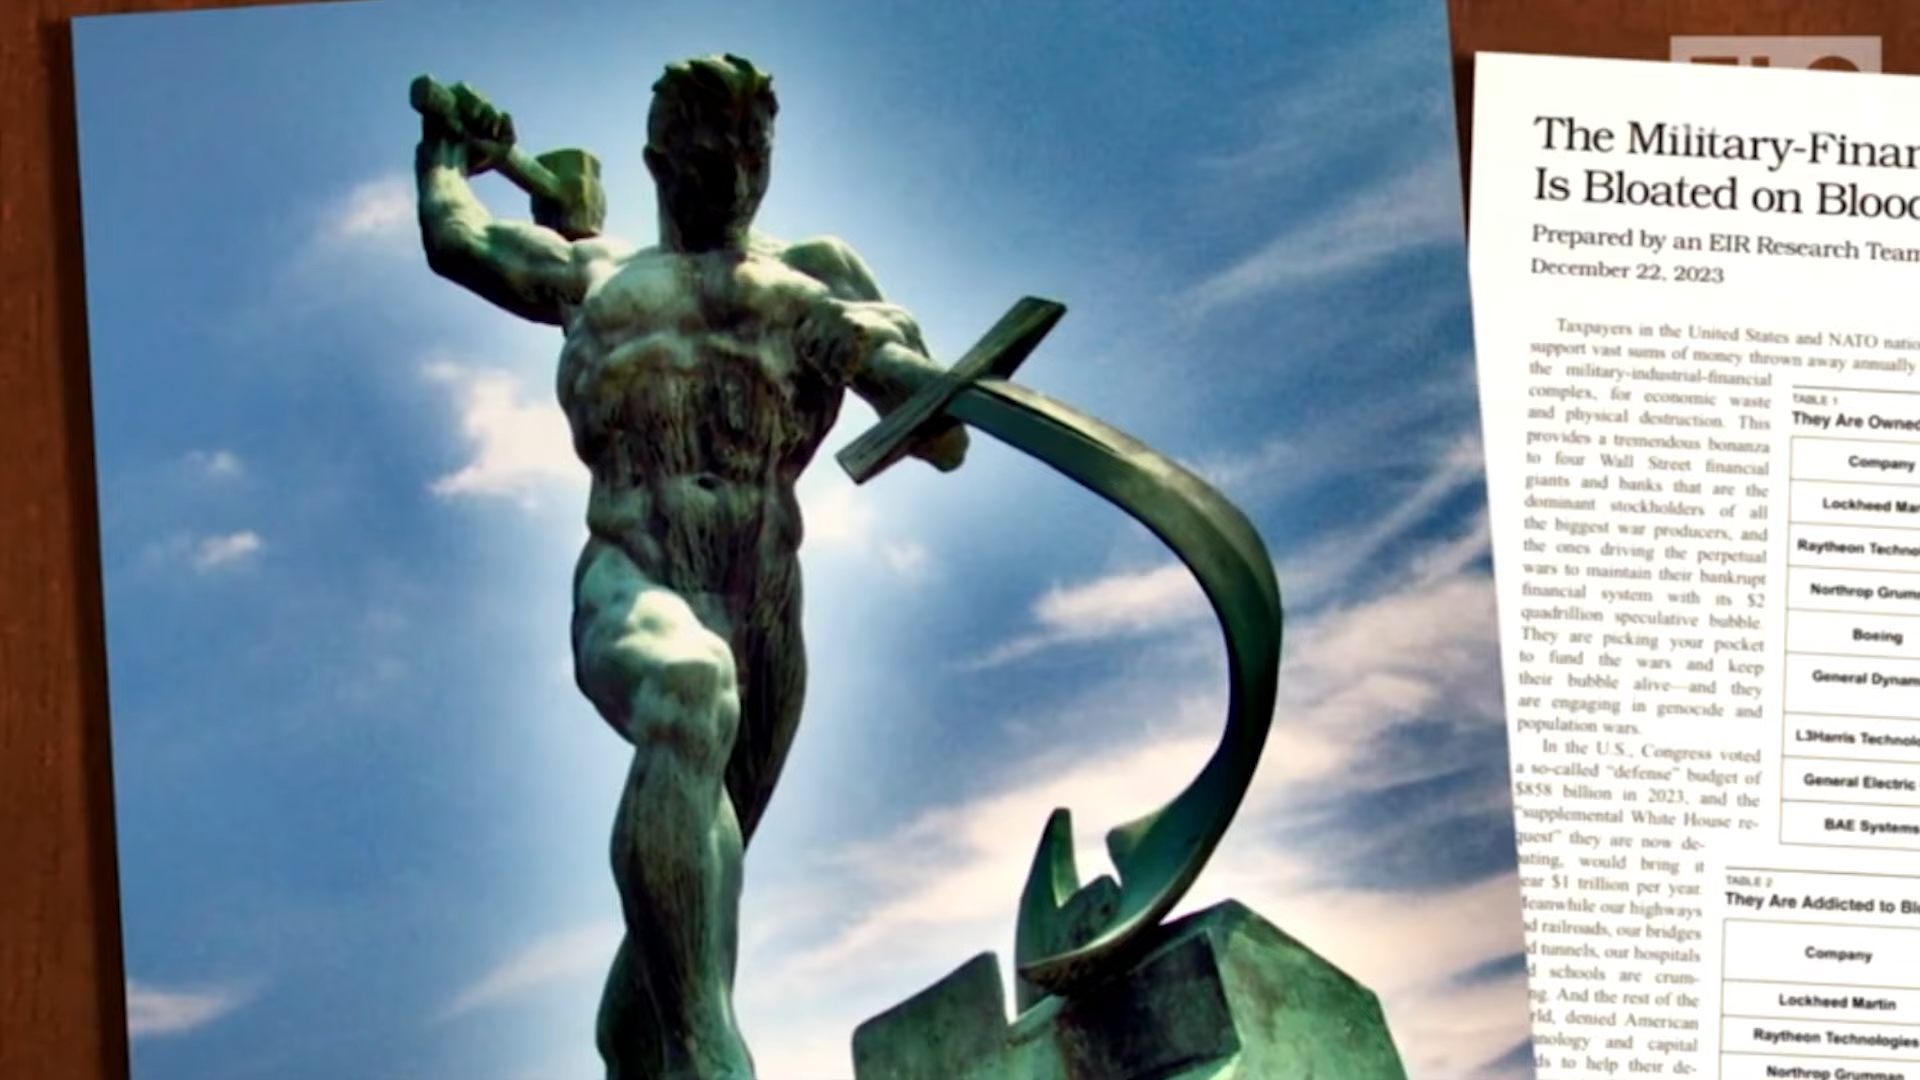 The Military-Finan
Is Bloated on Blood
Prepared by an EIR Research Team
December 22, 2023
Taxpayers in the United States and NATO natio
support vast sums of money thrown away annually
the military-industrial-financial
complex, for economic waste
and physical destruction. This
provides a tremendous bonanza
to four Wall Street financial
giants and banks that are the
dominant stockholders of all
the biggest war producers, and
the ones driving the perpetual
wars to maintain their bankrupt
financial system with its $2
quadrillion speculative bubble.
They are picking your pocket
to fund the wars and keep
their bubble alive—and they
are engaging in genocide and
population wars.
In the U.S., Congress voted
a so-called “defense” budget of
$858 billion in 2023, and the
“supplemental White House re-
quest” they are now de-
ating, would bring it
ear $1 trillion per year.
eanwhile our highways
d railroads, our bridges
d tunnels, our hospitals
d schools are crum-
ng. And the rest of the
rld, denied American
nology and capital
ds to help their de-
TABLE 1
They Are Owned
Company
Lockheed Mar
Raytheon Techno
Northrop Grum
Boeing
General Dynam
L3Harris Technolo
General Electric
BAE Systems
TABLE 2
They Are Addicted to Bl
Company
Lockheed Martin
Raytheon Technologies
Northrop Grumman